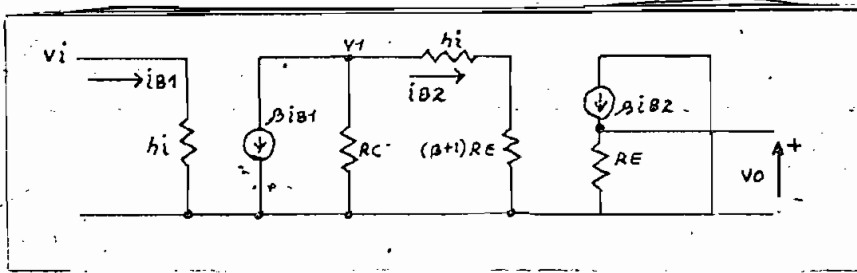 Vi
iB1
hi
βiB1
V1
RC
hi
iB2
(β+1)RE
βiB2
RE
VO
+
-